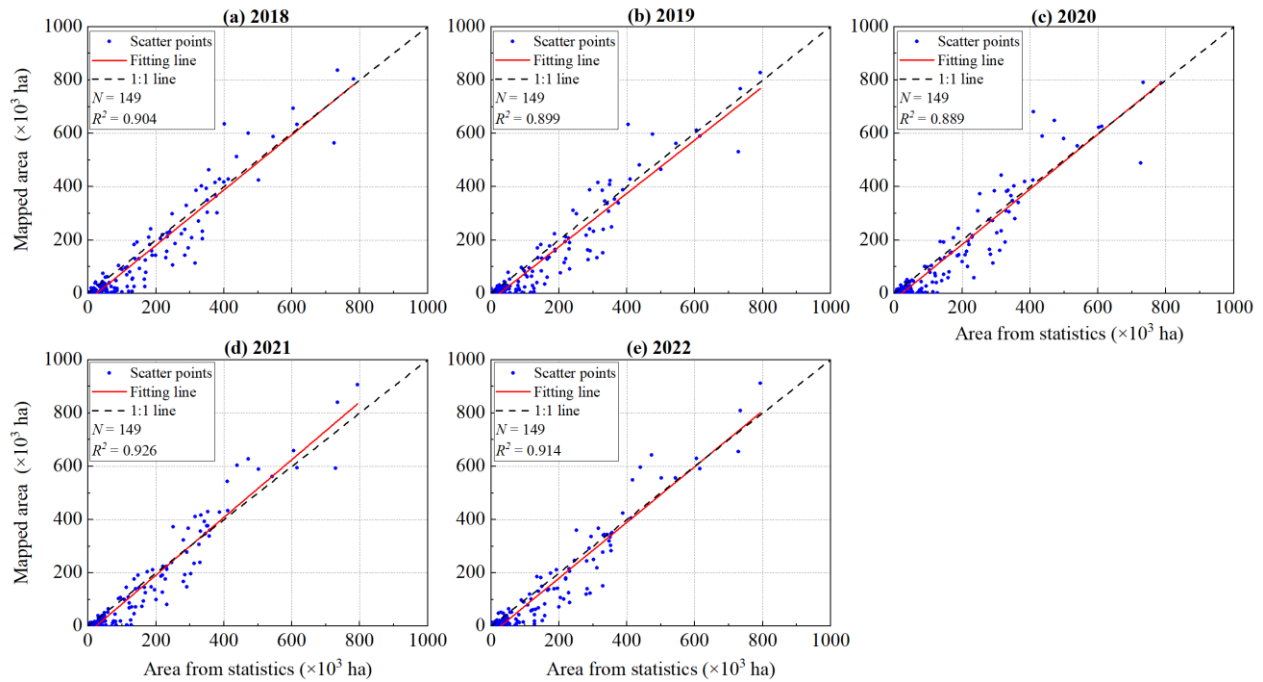 (a) 2018
1000
800
600
400
200
0
Mapped area (×10³ ha)
Scatter points
Fitting line
1:1 line
N = 149
R² = 0.904
0 200 400 600 800 1000
(b) 2019
1000
800
600
400
200
0
Scatter points
Fitting line
1:1 line
N = 149
R² = 0.899
0 200 400 600 800 1000
(c) 2020
1000
800
600
400
200
0
Scatter points
Fitting line
1:1 line
N = 149
R² = 0.889
0 200 400 600 800 1000
Area from statistics (×10³ ha)
(d) 2021
1000
800
600
400
200
0
Mapped area (×10³ ha)
Scatter points
Fitting line
1:1 line
N = 149
R² = 0.926
0 200 400 600 800 1000
Area from statistics (×10³ ha)
(e) 2022
1000
800
600
400
200
0
Scatter points
Fitting line
1:1 line
N = 149
R² = 0.914
0 200 400 600 800 1000
Area from statistics (×10³ ha)